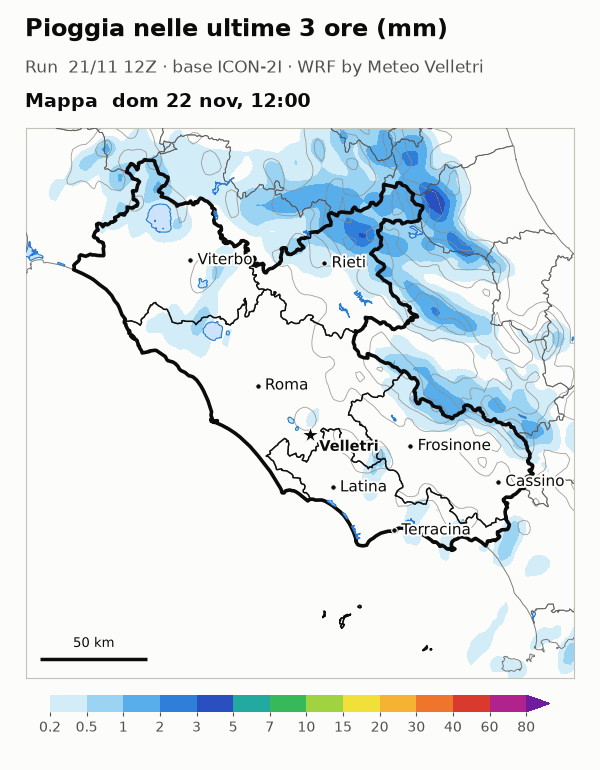 Pioggia nelle ultime 3 ore (mm)
Run 21/11 12Z · base ICON-2I · WRF by Meteo Velletri
Mappa dom 22 nov, 12:00
Viterbo
Rieti
Roma
Velletri
Frosinone
Latina
Cassino
Terracina
50 km
0.2 0.5 1 2 3 5 7 10 15 20 30 40 60 80